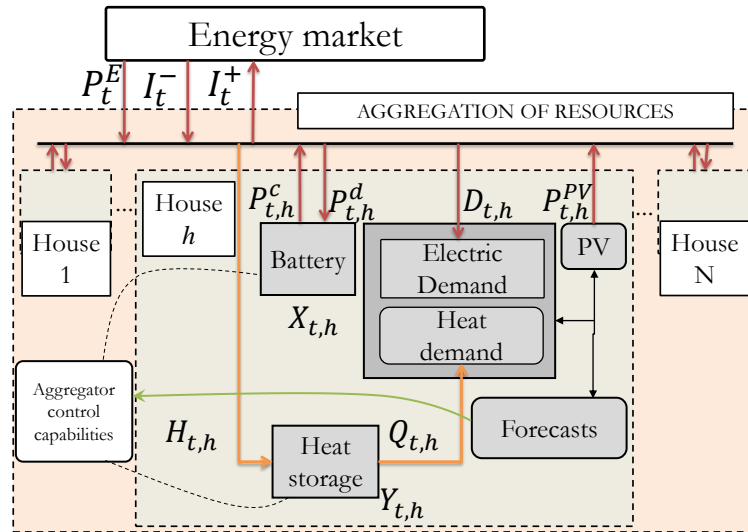 Energy market
P_t^E I_t^- I_t^+
AGGREGATION OF RESOURCES
House
1
...
House
h
P_{t,h}^c P_{t,h}^d D_{t,h} P_{t,h}^{PV}
Battery
X_{t,h}
Electric
Demand
Heat
demand
PV
...
House
N
Aggregator
control
capabilities
H_{t,h}
Heat
storage
Q_{t,h}
Y_{t,h}
Forecasts